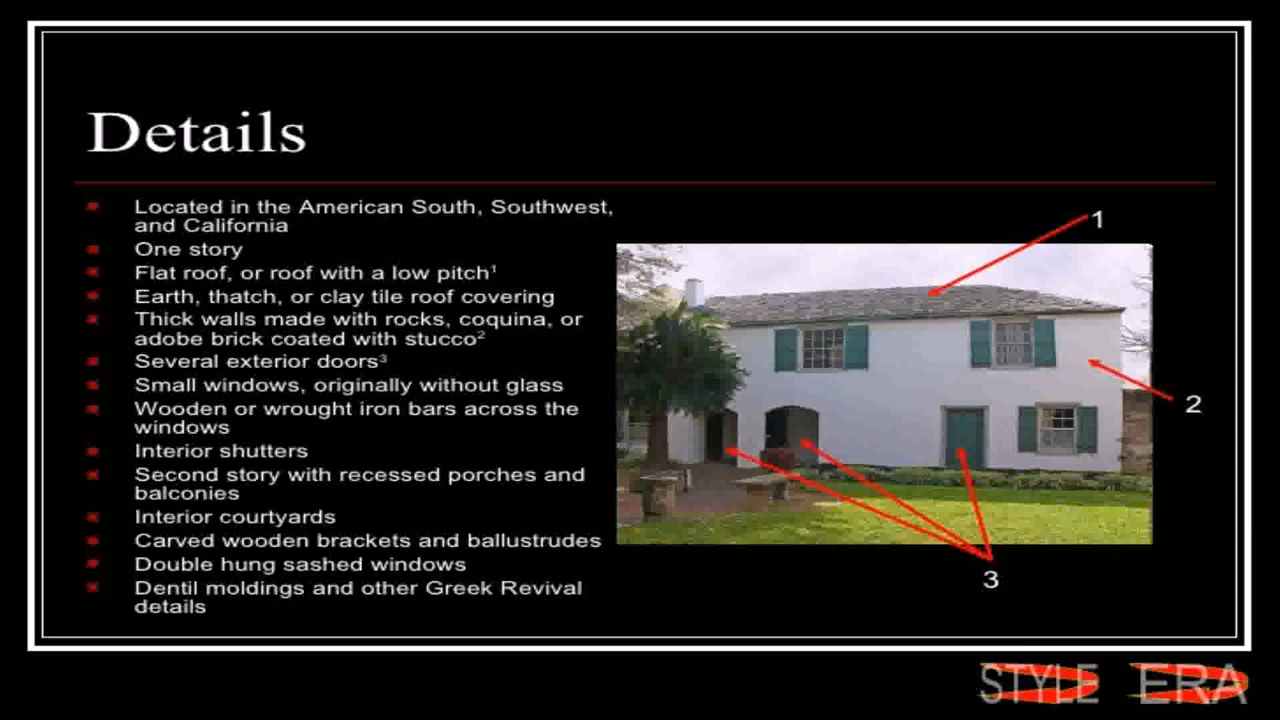 Details
Located in the American South, Southwest,
and California
One story
Flat roof, or roof with a low pitch¹
Earth, thatch, or clay tile roof covering
Thick walls made with rocks, coquina, or
adobe brick coated with stucco²
Several exterior doors³
Small windows, originally without glass
Wooden or wrought iron bars across the
windows
Interior shutters
Second story with recessed porches and
balconies
Interior courtyards
Carved wooden brackets and ballustrudes
Double hung sashed windows
Dentil moldings and other Greek Revival
details
1
2
3
STYLE ERA